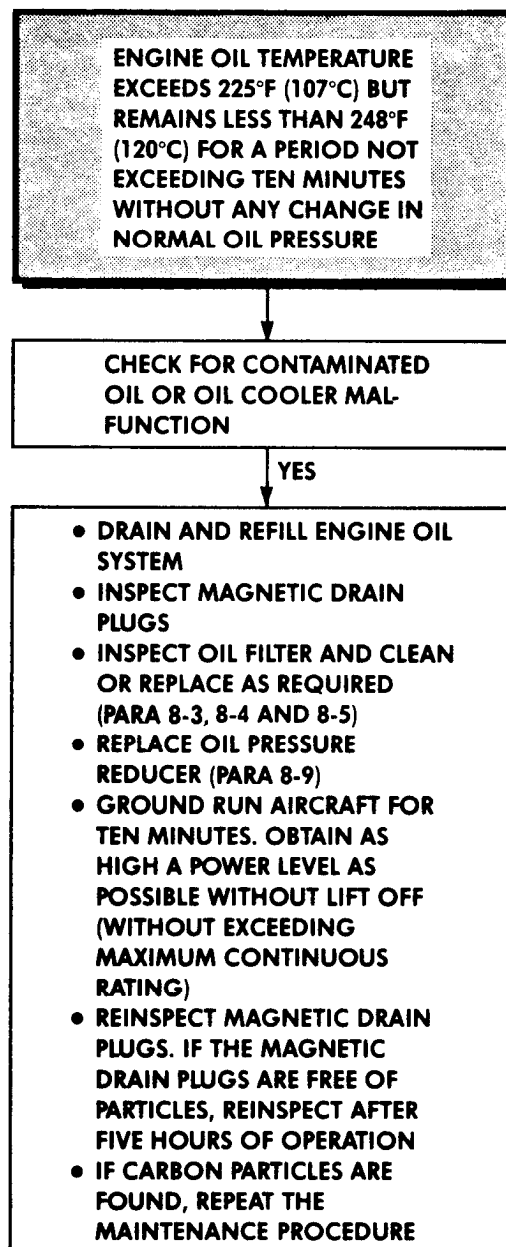 ENGINE OIL TEMPERATURE
EXCEEDS 225°F (107°C) BUT
REMAINS LESS THAN 248°F
(120°C) FOR A PERIOD NOT
EXCEEDING TEN MINUTES
WITHOUT ANY CHANGE IN
NORMAL OIL PRESSURE
CHECK FOR CONTAMINATED
OIL OR OIL COOLER MAL-
FUNCTION
YES
• DRAIN AND REFILL ENGINE OIL
SYSTEM
• INSPECT MAGNETIC DRAIN
PLUGS
• INSPECT OIL FILTER AND CLEAN
OR REPLACE AS REQUIRED
(PARA 8-3, 8-4 AND 8-5)
• REPLACE OIL PRESSURE
REDUCER (PARA 8-9)
• GROUND RUN AIRCRAFT FOR
TEN MINUTES. OBTAIN AS
HIGH A POWER LEVEL AS
POSSIBLE WITHOUT LIFT OFF
(WITHOUT EXCEEDING
MAXIMUM CONTINUOUS
RATING)
• REINSPECT MAGNETIC DRAIN
PLUGS. IF THE MAGNETIC
DRAIN PLUGS ARE FREE OF
PARTICLES, REINSPECT AFTER
FIVE HOURS OF OPERATION
• IF CARBON PARTICLES ARE
FOUND, REPEAT THE
MAINTENANCE PROCEDURE